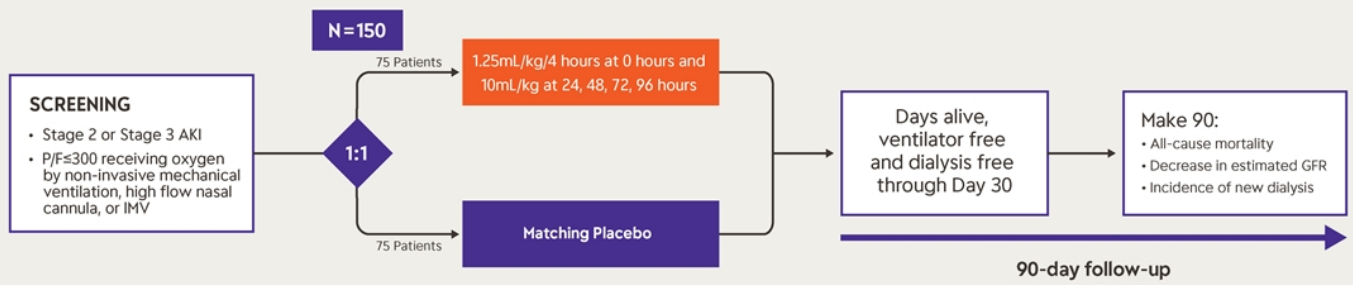 N=150
SCREENING
• Stage 2 or Stage 3 AKI
• P/F≤300 receiving oxygen
by non-invasive mechanical
ventilation, high flow nasal
cannula, or IMV
1:1
75 Patients
1.25mL/kg/4 hours at 0 hours and
10mL/kg at 24, 48, 72, 96 hours
75 Patients
Matching Placebo
Days alive,
ventilator free
and dialysis free
through Day 30
Make 90:
• All-cause mortality
• Decrease in estimated GFR
• Incidence of new dialysis
90-day follow-up